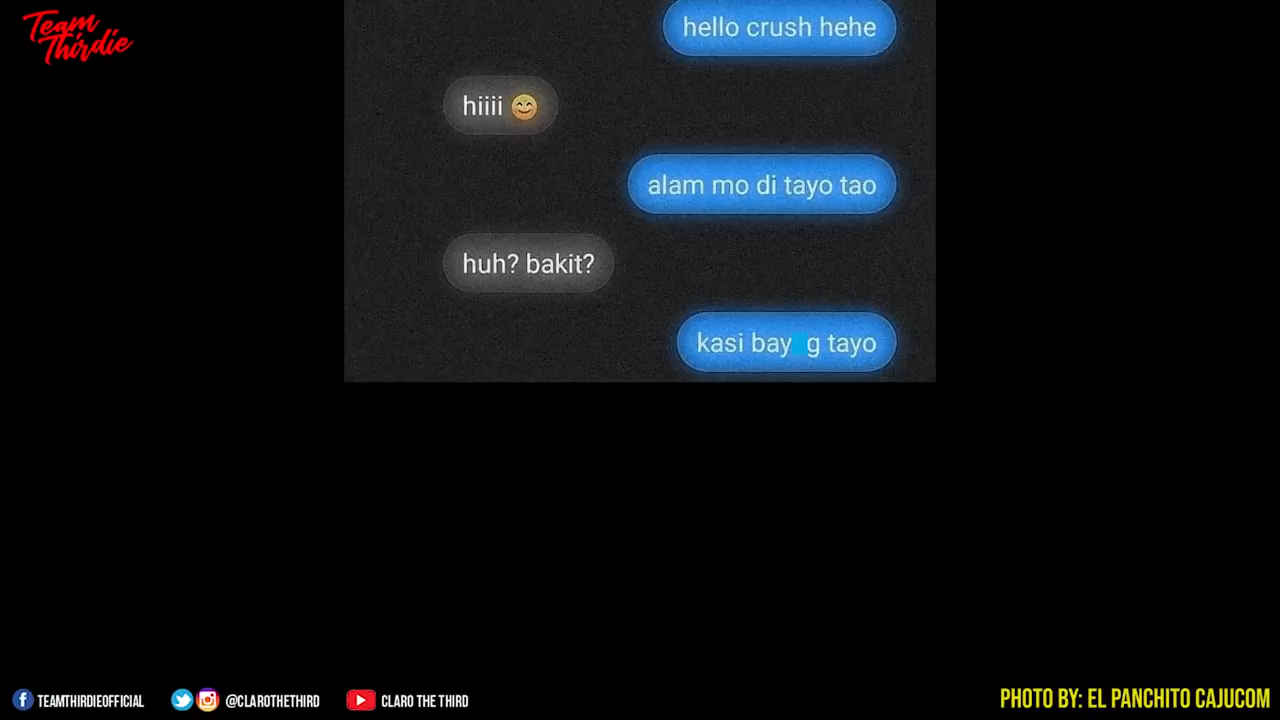 Team
Thirdie
hello crush hehe
hiiii 😊
alam mo di tayo tao
huh? bakit?
kasi bay g tayo
TEAMTHIRDIEOFFICIAL
@CLAROTHETHIRD
CLARO THE THIRD
PHOTO BY: EL PANCHITO CAJUCOM